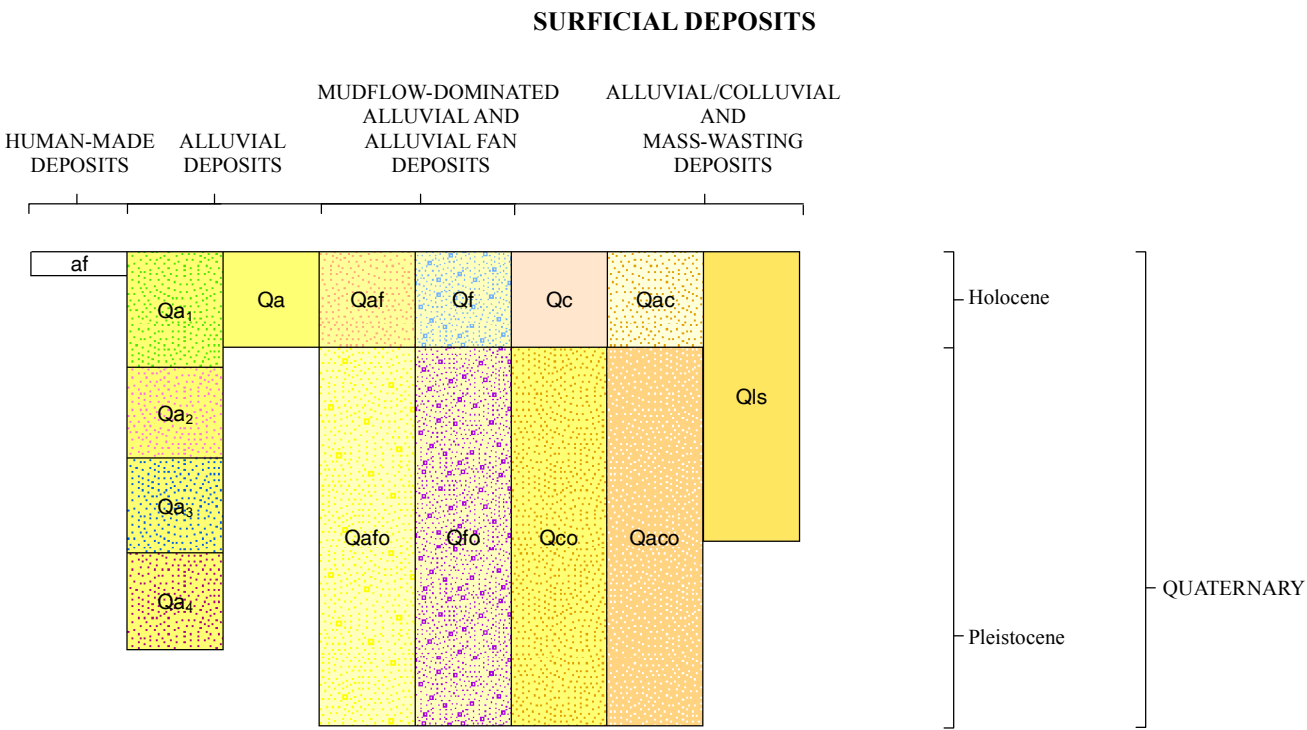 SURFICIAL DEPOSITS
HUMAN-MADE
DEPOSITS
ALLUVIAL
DEPOSITS
MUDFLOW-DOMINATED
ALLUVIAL AND
ALLUVIAL FAN
DEPOSITS
ALLUVIAL/COLLUVIAL
AND
MASS-WASTING
DEPOSITS
af
Qa₁
Qa
Qaf
Qf
Qc
Qac
Qls
Qa₂
Qa₃
Qa₄
Qafo
Qfo
Qco
Qaco
Holocene
Pleistocene
QUATERNARY